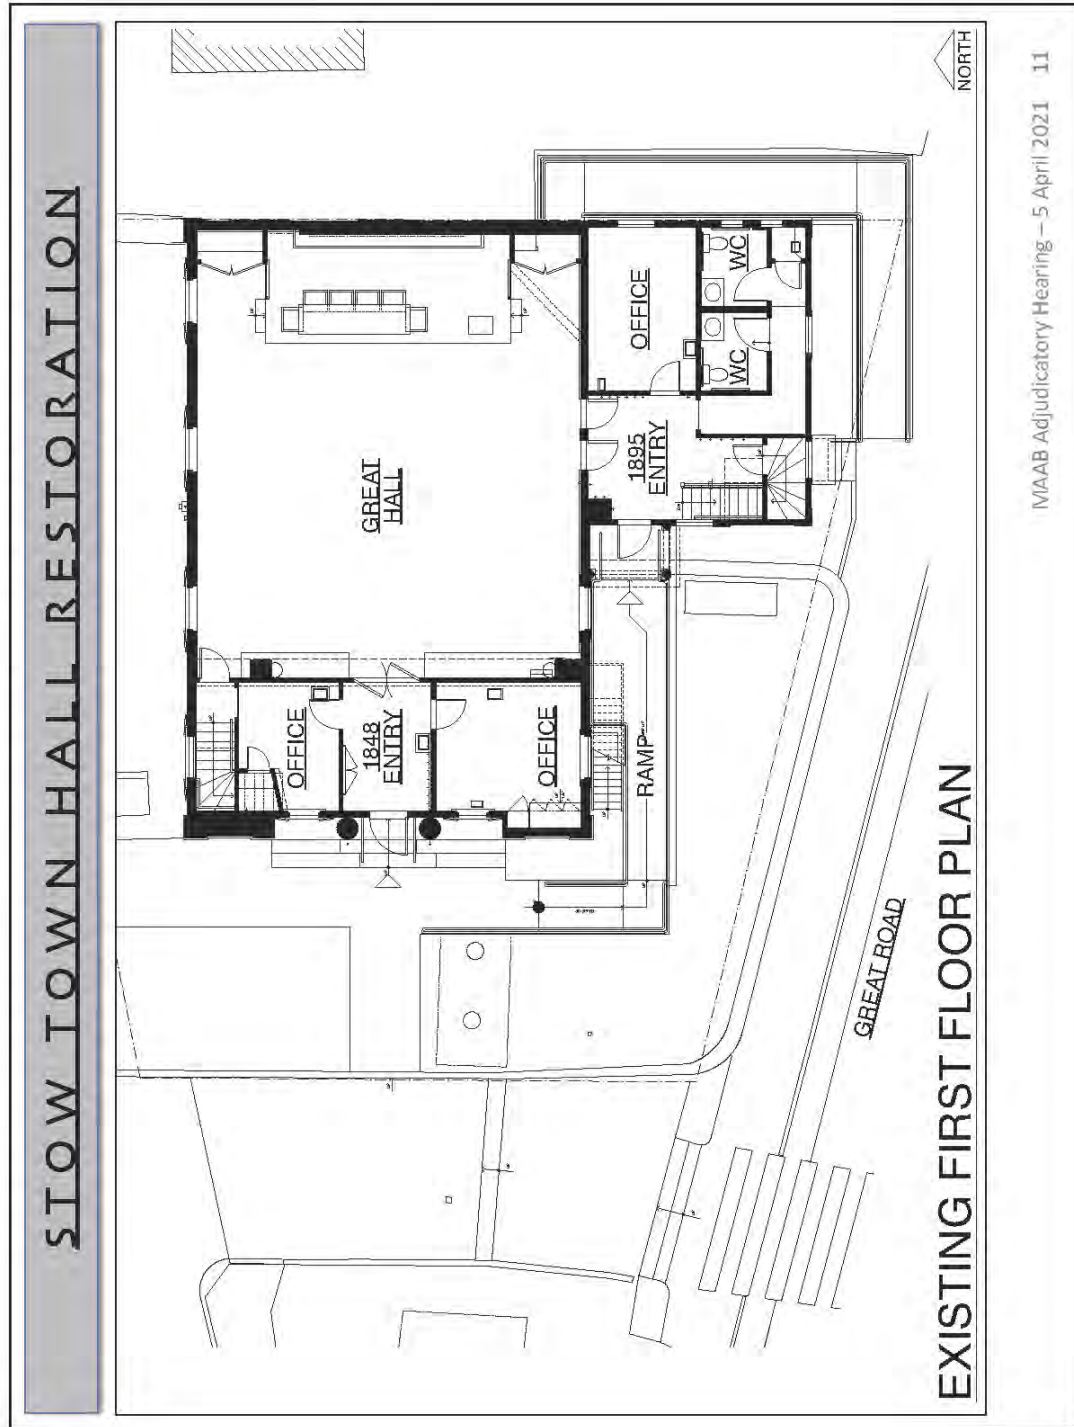 STOW TOWN HALL RESTORATION
GREAT
HALL
OFFICE
WC
WC
1895
ENTRY
OFFICE
1848
ENTRY
OFFICE
RAMP
GREAT ROAD
NORTH
EXISTING FIRST FLOOR PLAN
MAAB Adjudicatory Hearing – 5 April 2021 11